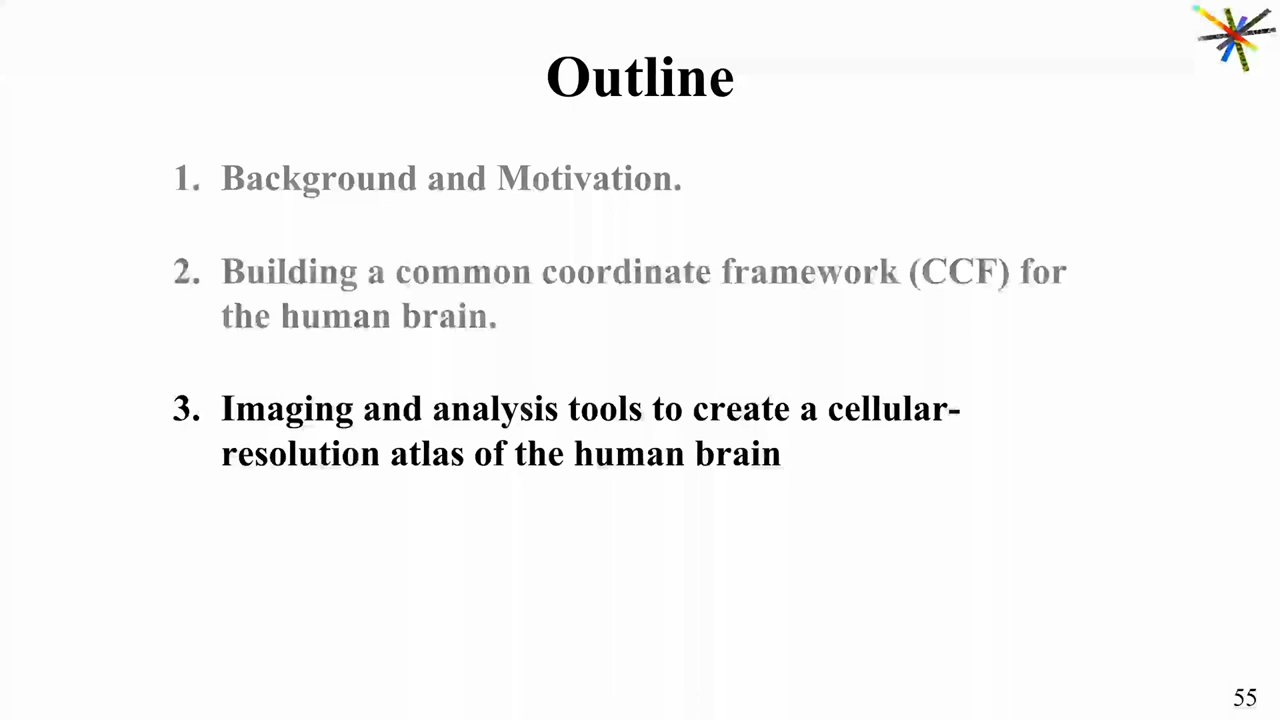 Outline
1. Background and Motivation.
2. Building a common coordinate framework (CCF) for
the human brain.
3. Imaging and analysis tools to create a cellular-
resolution atlas of the human brain
55